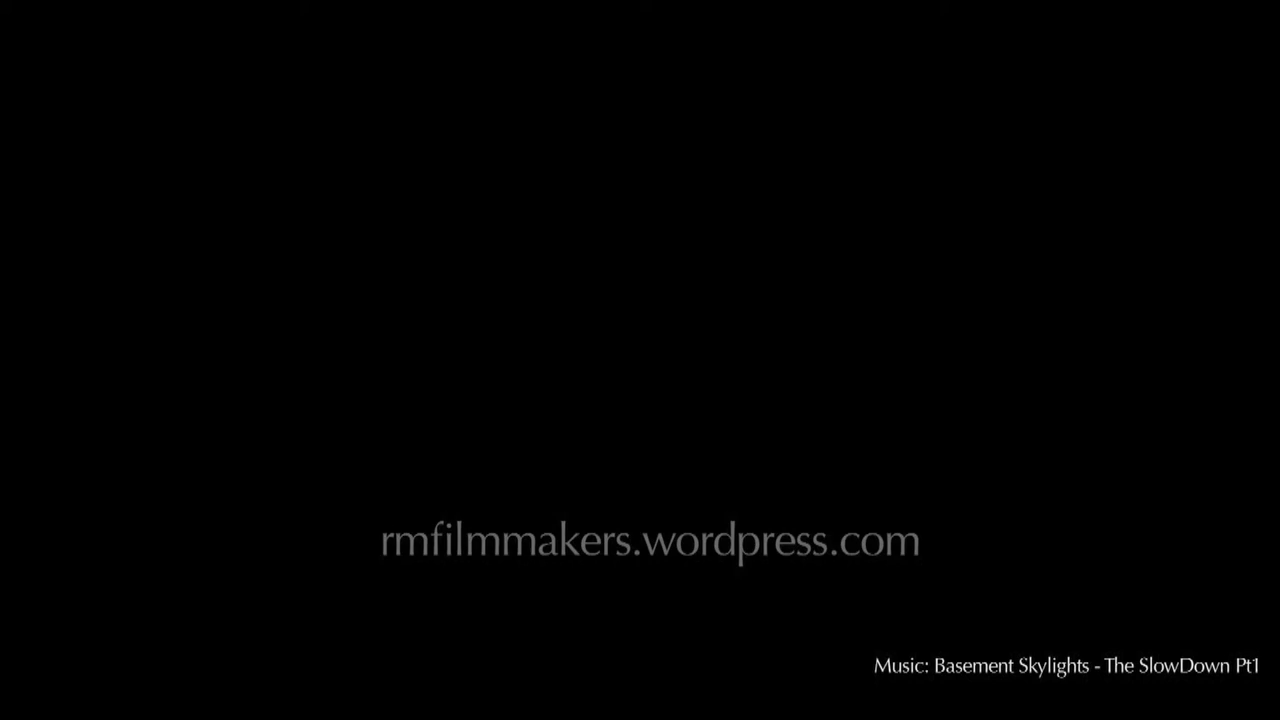 rmfilmmakers.wordpress.com
Music: Basement Skylights - The SlowDown Pt1